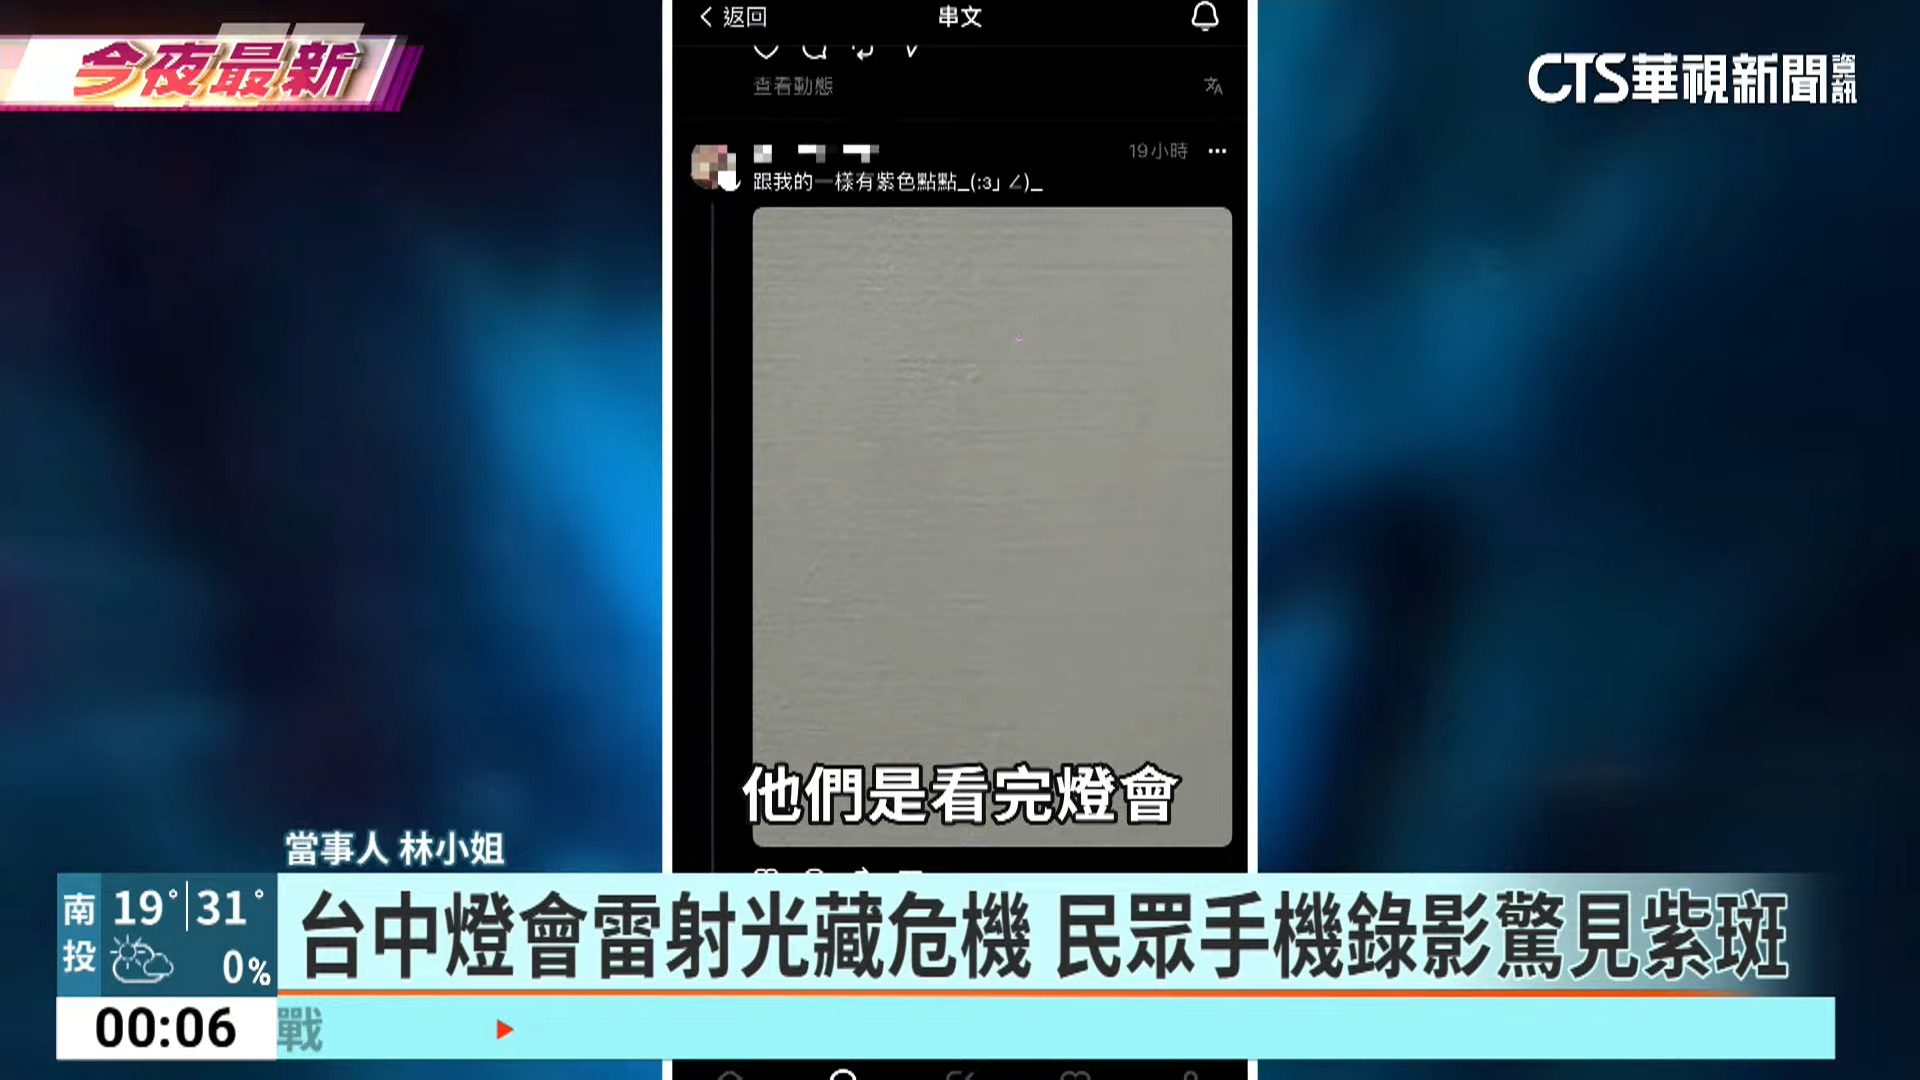 今夜最新
返回
串文
CTS華視新聞資訊
查看動態
19小時
跟我的一樣有紫色點點_(:3」∠)_
他們是看完燈會
當事人 林小姐
南投
19°|31°
0%
台中燈會雷射光藏危機 民眾手機錄影驚見紫斑
00:06
戰